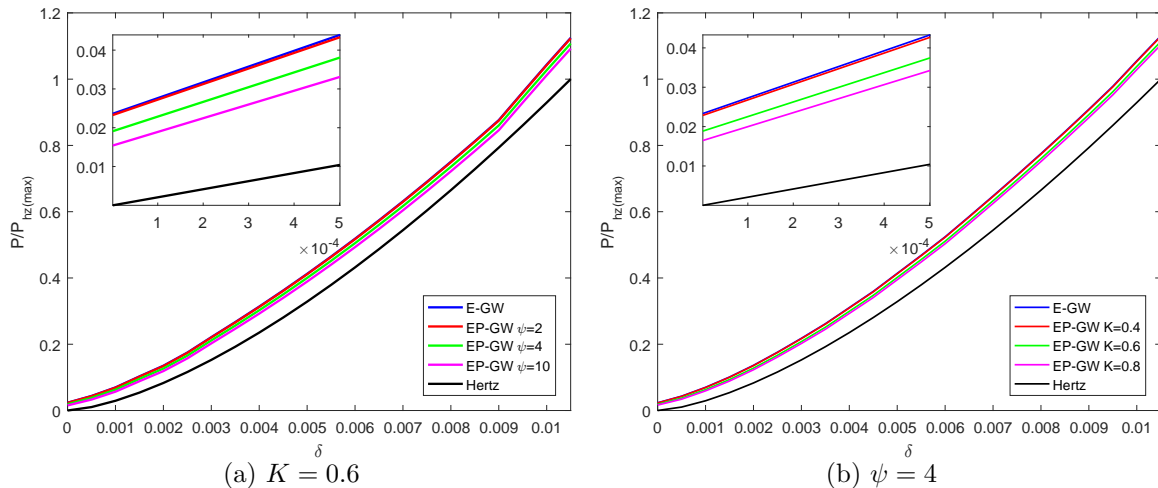 1.2
1
0.8
0.6
0.4
0.2
0
P/P_hz(max)
0.04
0.03
0.02
0.01
1 2 3 4 5
×10^-4
E-GW
EP-GW ψ=2
EP-GW ψ=4
EP-GW ψ=10
Hertz
0 0.001 0.002 0.003 0.004 0.005 0.006 0.007 0.008 0.009 0.01
δ
(a) K = 0.6
1.2
1
0.8
0.6
0.4
0.2
0
P/P_hz(max)
0.04
0.03
0.02
0.01
1 2 3 4 5
×10^-4
E-GW
EP-GW K=0.4
EP-GW K=0.6
EP-GW K=0.8
Hertz
0 0.001 0.002 0.003 0.004 0.005 0.006 0.007 0.008 0.009 0.01
δ
(b) ψ = 4